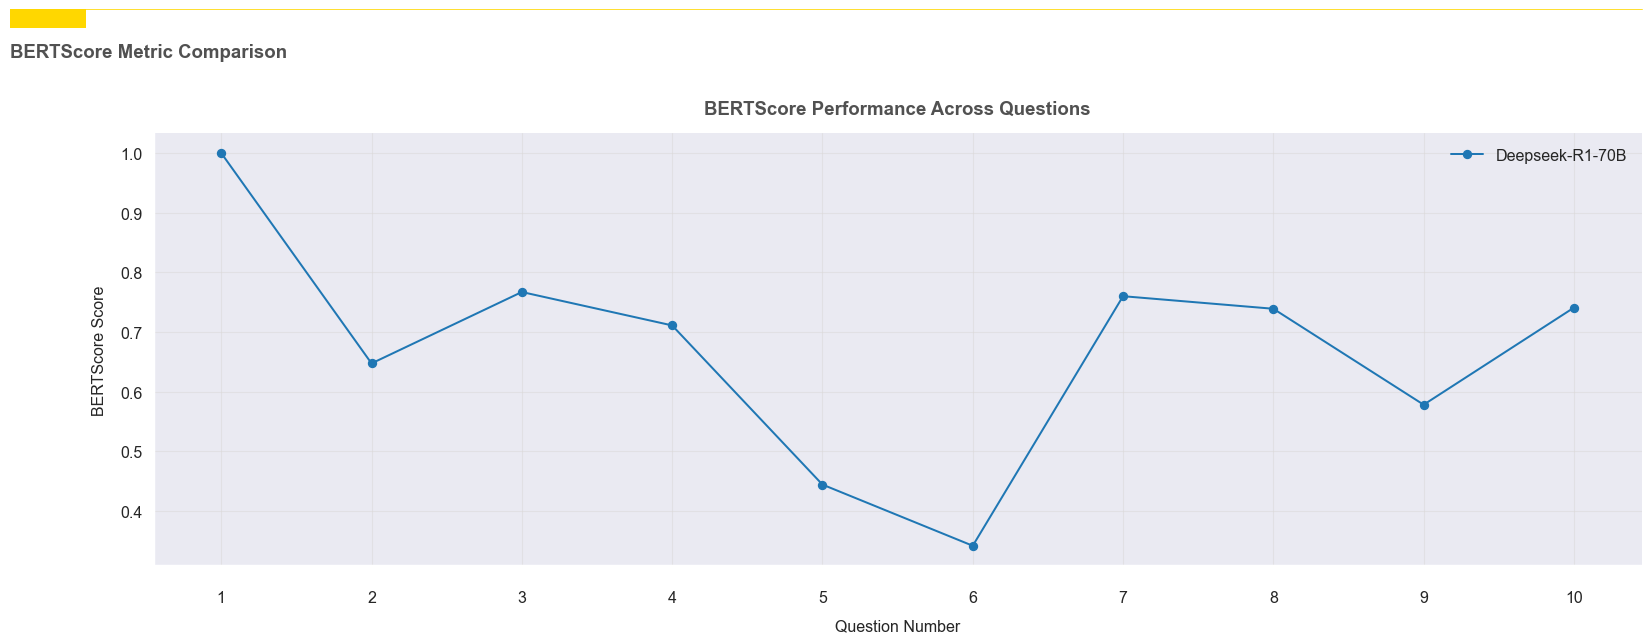 BERTScore Metric Comparison
BERTScore Performance Across Questions
Deepseek-R1-70B
1.0
0.9
0.8
0.7
0.6
0.5
0.4
BERTScore Score
1 2 3 4 5 6 7 8 9 10
Question Number